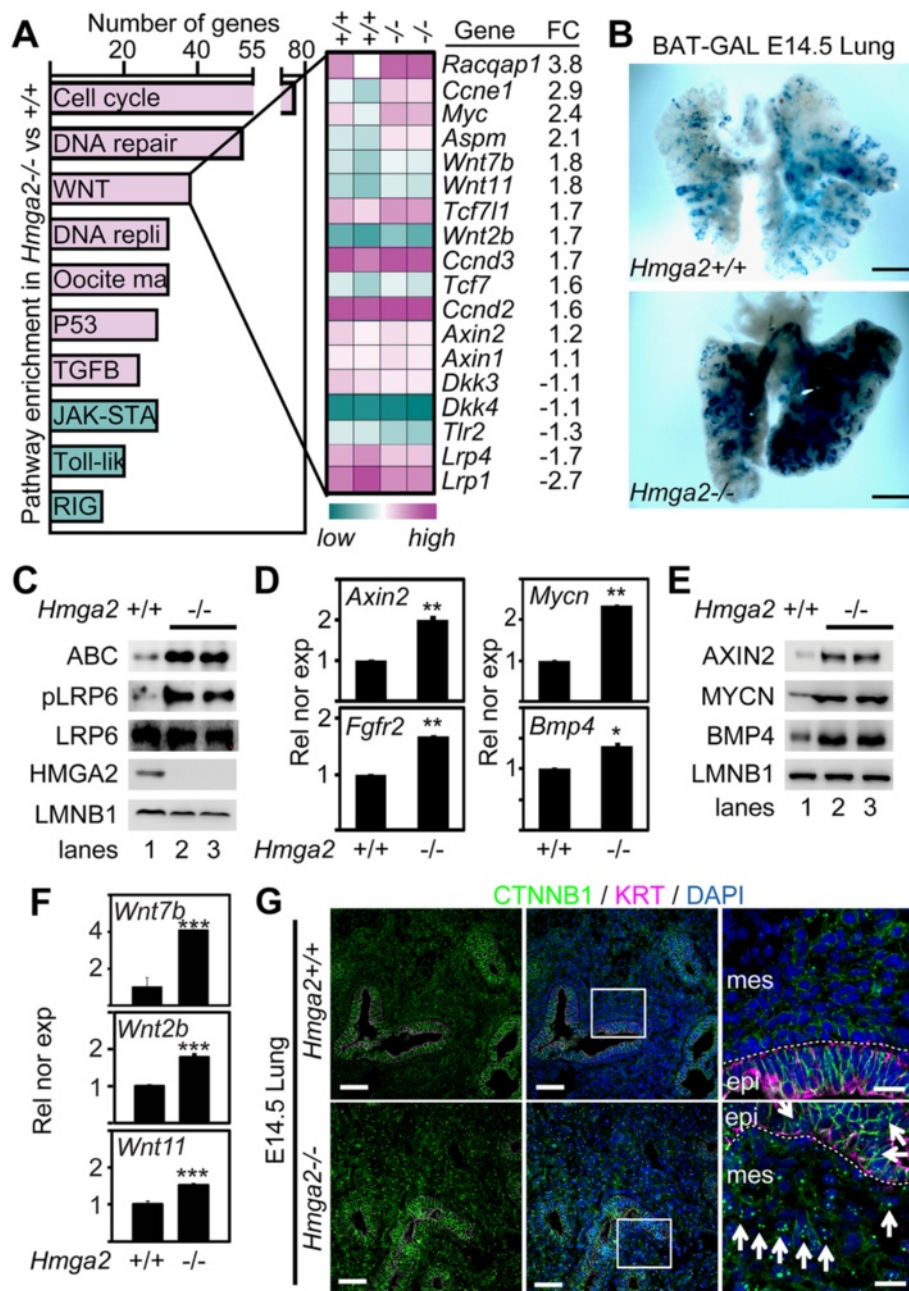 A
Number of genes
20 40 55 80
Pathway enrichment in Hmga2-/- vs +/+
Cell cycle
DNA repair
WNT
DNA repli
Oocite ma
P53
TGFB
JAK-STA
Toll-lik
RIG
+/+ +/+ -/- -/- Gene FC
Racqap1 3.8
Ccne1 2.9
Myc 2.4
Aspm 2.1
Wnt7b 1.8
Wnt11 1.8
Tcf7l1 1.7
Wnt2b 1.7
Ccnd3 1.7
Tcf7 1.6
Ccnd2 1.6
Axin2 1.2
Axin1 1.1
Dkk3 -1.1
Dkk4 -1.1
Tlr2 -1.3
Lrp4 -1.7
Lrp1 -2.7
low high
B
BAT-GAL E14.5 Lung
Hmga2+/+
Hmga2-/-
C
Hmga2 +/+ -/-
ABC
pLRP6
LRP6
HMGA2
LMNB1
lanes 1 2 3
D
Rel nor exp
2
1
Axin2 **
1
Fgfr2 **
Rel nor exp
2
1
Mycn **
1
Bmp4 *
Hmga2 +/+ -/- +/+ -/-
E
Hmga2 +/+ -/-
AXIN2
MYCN
BMP4
LMNB1
lanes 1 2 3
F
Rel nor exp
4
2
Wnt7b ***
2
1
Wnt2b ***
2
1
Wnt11 ***
Hmga2 +/+ -/-
G
CTNNB1 / KRT / DAPI
E14.5 Lung
Hmga2+/+
mes
epi
Hmga2-/-
epi
mes